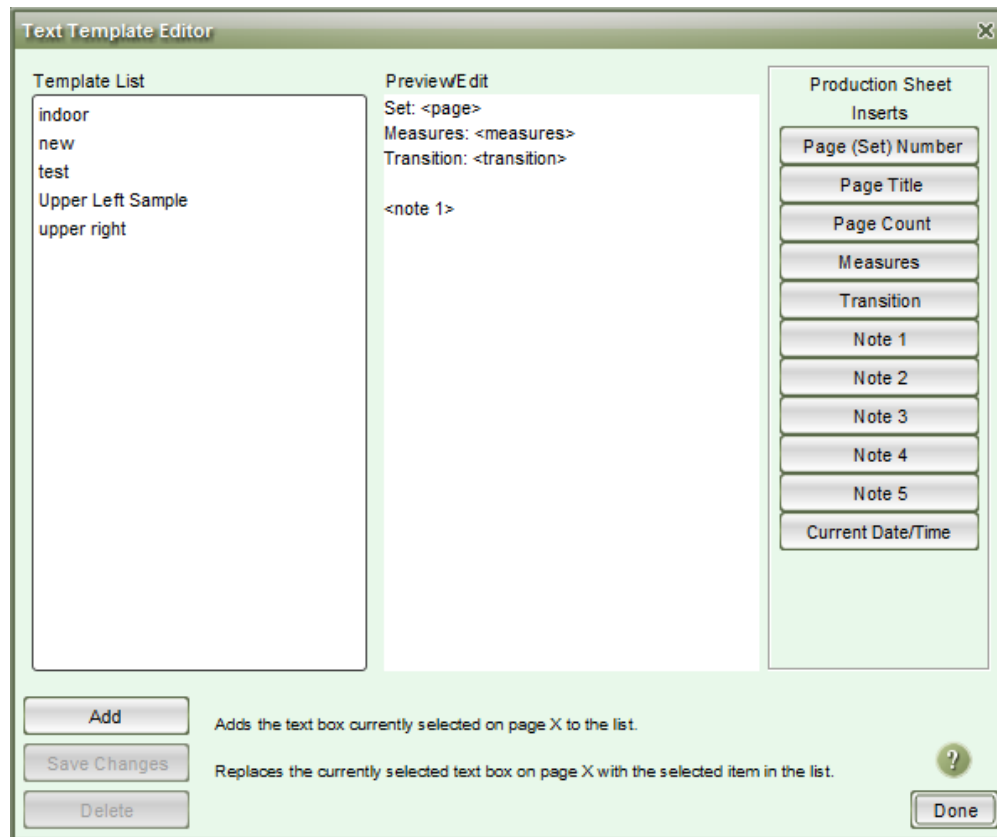 Text Template Editor
Template List
indoor
new
test
Upper Left Sample
upper right
Preview/Edit
Set: <page>
Measures: <measures>
Transition: <transition>
<note 1>
Production Sheet
Inserts
Page (Set) Number
Page Title
Page Count
Measures
Transition
Note 1
Note 2
Note 3
Note 4
Note 5
Current Date/Time
Add
Adds the text box currently selected on page X to the list.
Save Changes
Replaces the currently selected text box on page X with the selected item in the list.
Delete
?
Done